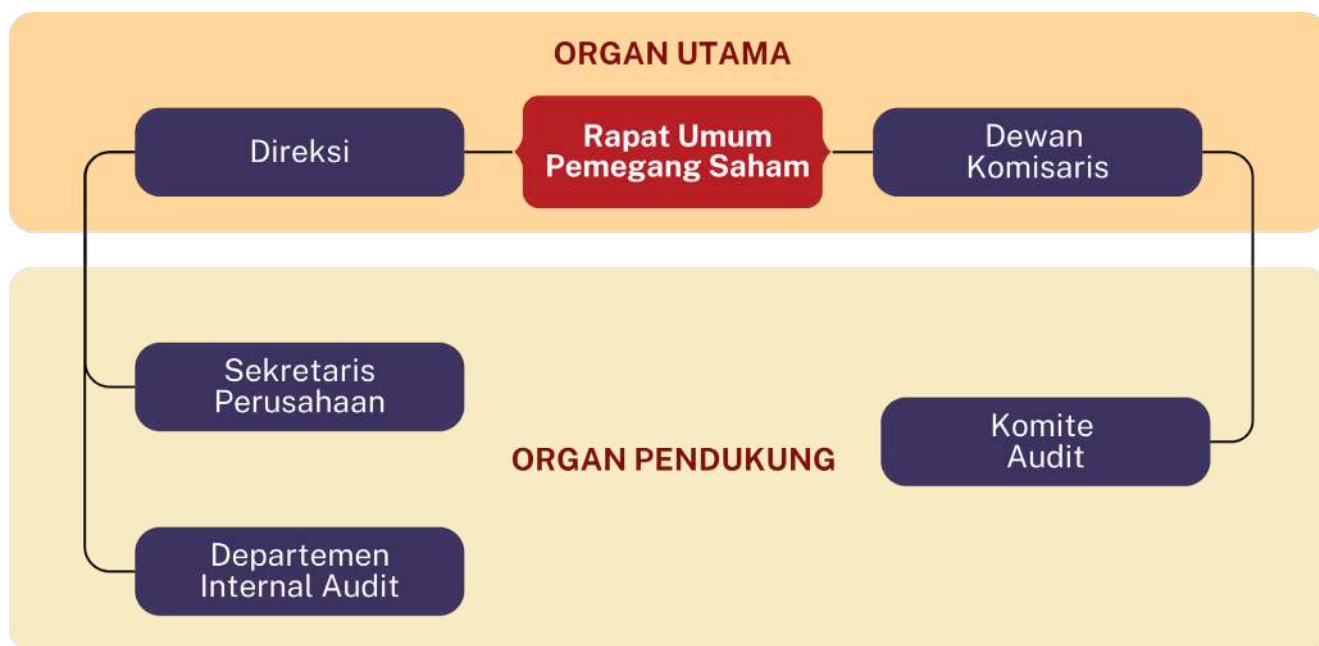 ORGAN UTAMA
Direksi
Rapat Umum
Pemegang Saham
Dewan
Komisaris
Sekretaris
Perusahaan
ORGAN PENDUKUNG
Komite
Audit
Departemen
Internal Audit